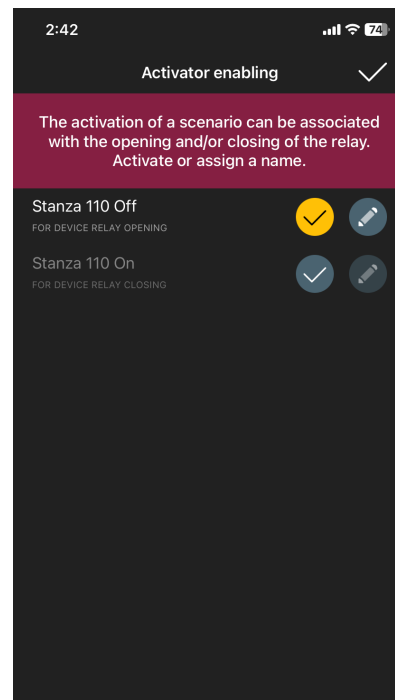 2:42
74
Activator enabling
The activation of a scenario can be associated
with the opening and/or closing of the relay.
Activate or assign a name.
Stanza 110 Off
FOR DEVICE RELAY OPENING
Stanza 110 On
FOR DEVICE RELAY CLOSING